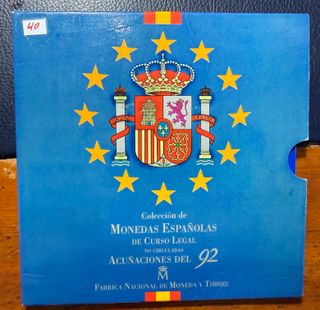 40
Colección de
MONEDAS ESPAÑOLAS
DE CURSO LEGAL
NO CIRCULADAS
ACUÑACIONES DEL 92
M
FABRICA NACIONAL DE MONEDA Y TIMBRE